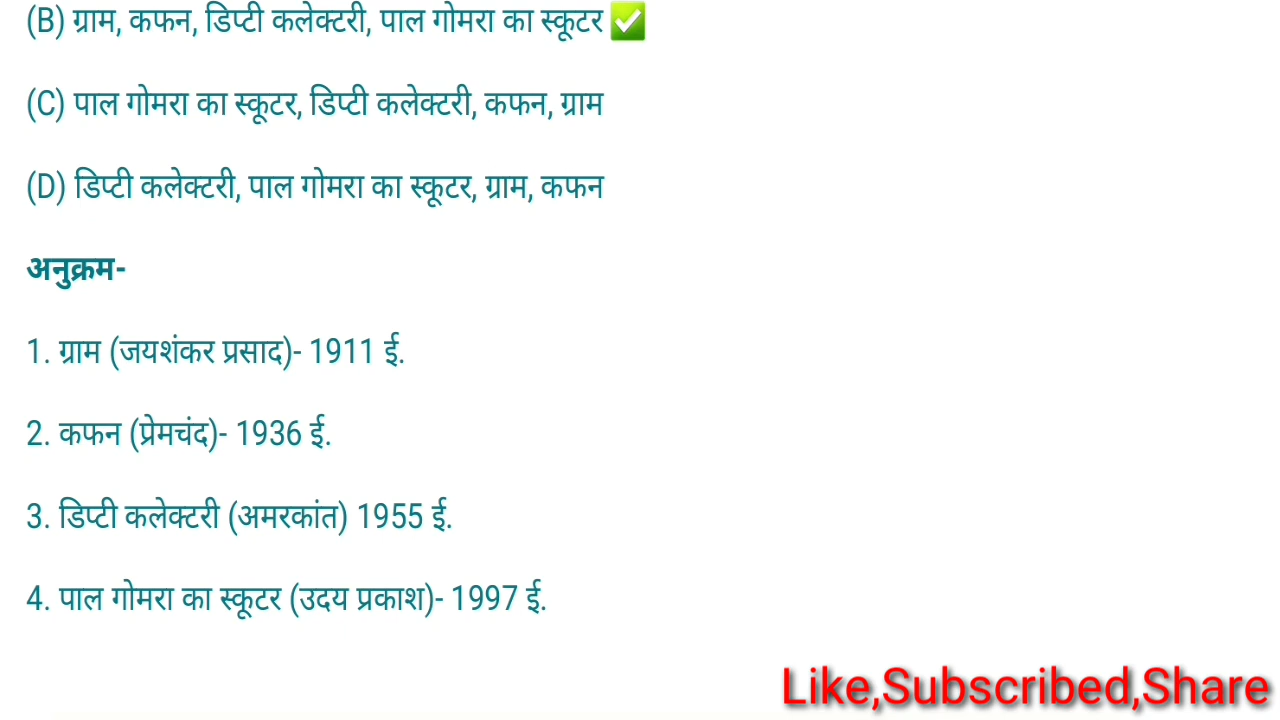 (B) ग्राम, कफन, डिप्टी कलेक्टरी, पाल गोमरा का स्कूटर ✅
(C) पाल गोमरा का स्कूटर, डिप्टी कलेक्टरी, कफन, ग्राम
(D) डिप्टी कलेक्टरी, पाल गोमरा का स्कूटर, ग्राम, कफन
अनुक्रम-
1. ग्राम (जयशंकर प्रसाद)- 1911 ई.
2. कफन (प्रेमचंद)- 1936 ई.
3. डिप्टी कलेक्टरी (अमरकांत) 1955 ई.
4. पाल गोमरा का स्कूटर (उदय प्रकाश)- 1997 ई.
Like,Subscribed,Share